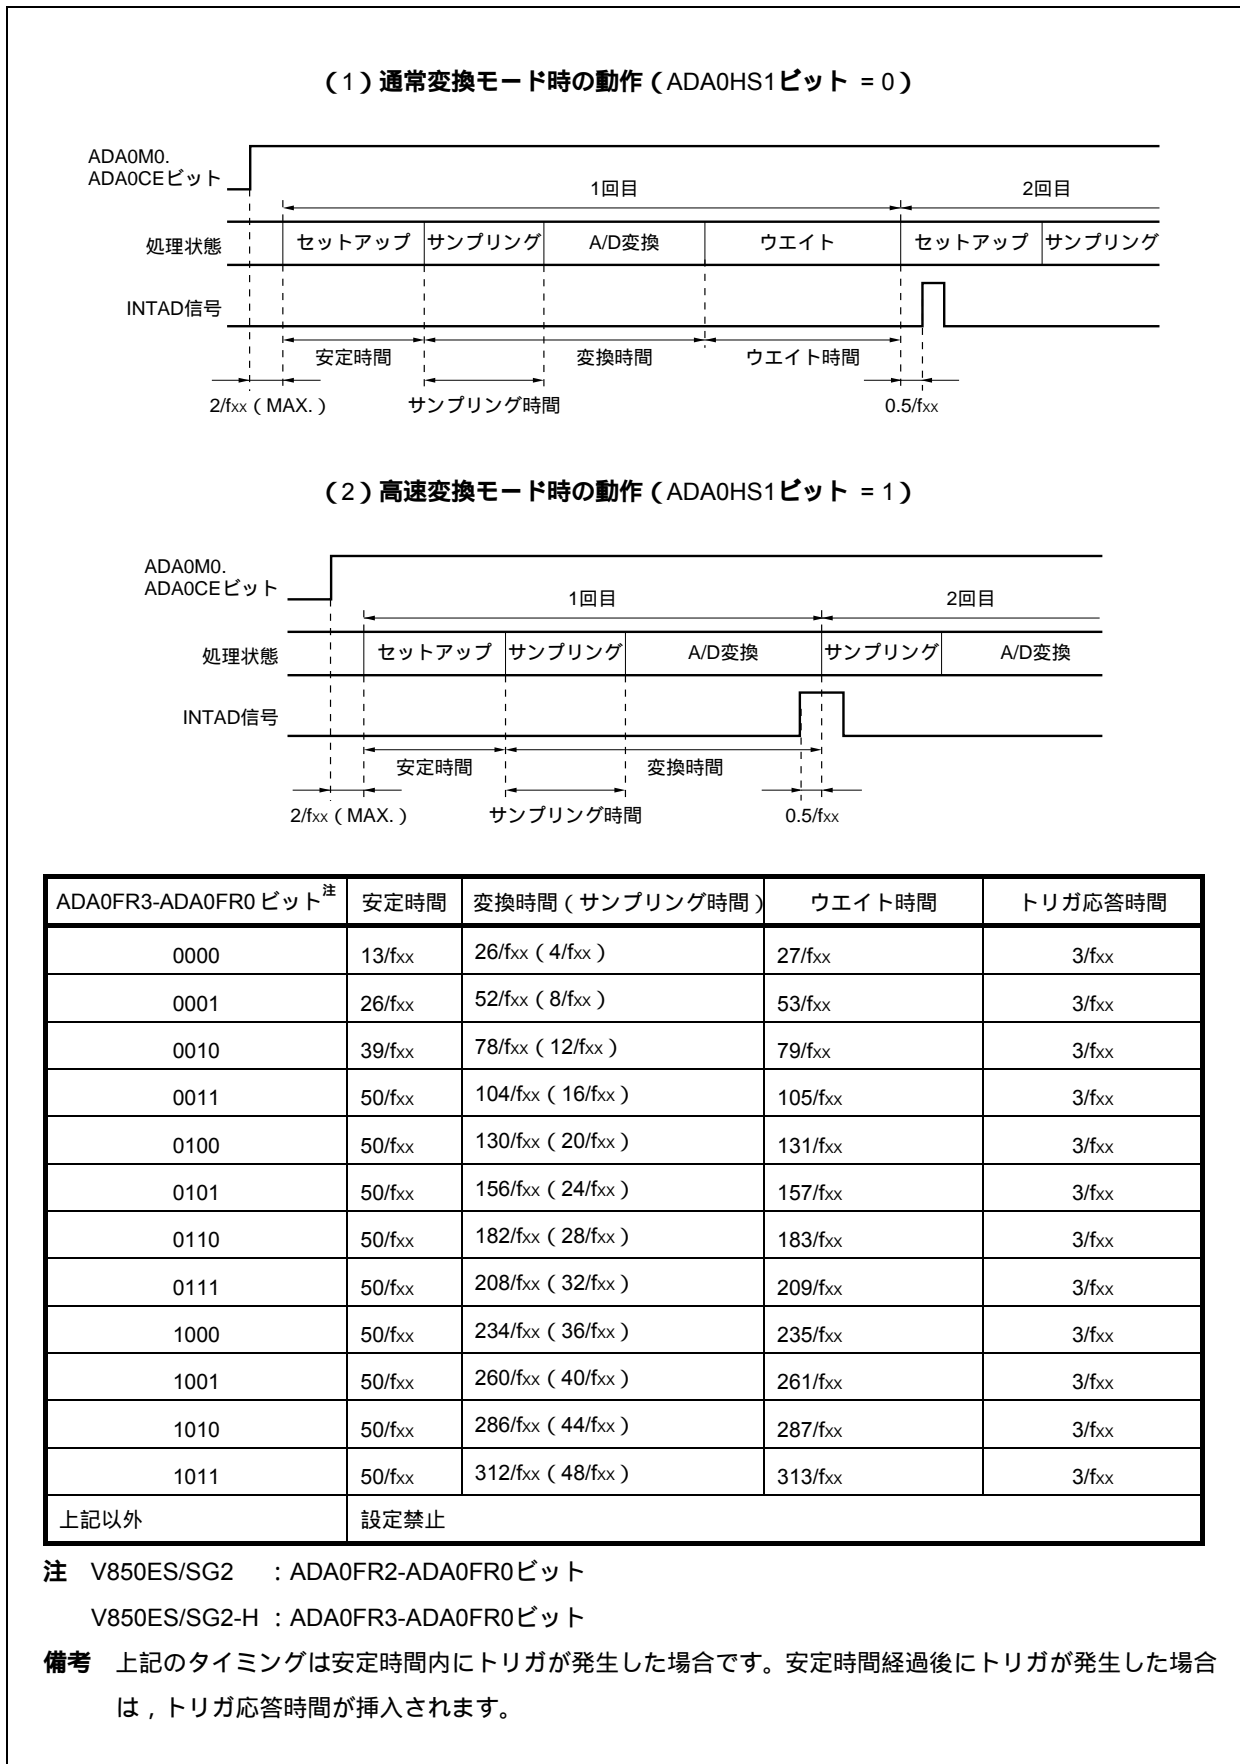 （1）通常変換モード時の動作（ADA0HS1ビット = 0）
ADA0M0.
ADA0CEビット
1回目 2回目
処理状態 セットアップ サンプリング A/D変換 ウエイト セットアップ サンプリング
INTAD信号
安定時間 変換時間 ウエイト時間
2/fxx（MAX.） サンプリング時間 0.5/fxx
（2）高速変換モード時の動作（ADA0HS1ビット = 1）
ADA0M0.
ADA0CEビット
1回目 2回目
処理状態 セットアップ サンプリング A/D変換 サンプリング A/D変換
INTAD信号
安定時間 変換時間
2/fxx（MAX.） サンプリング時間 0.5/fxx
ADA0FR3-ADA0FR0ビット注 安定時間 変換時間（サンプリング時間） ウエイト時間 トリガ応答時間
0000 13/fxx 26/fxx（4/fxx） 27/fxx 3/fxx
0001 26/fxx 52/fxx（8/fxx） 53/fxx 3/fxx
0010 39/fxx 78/fxx（12/fxx） 79/fxx 3/fxx
0011 50/fxx 104/fxx（16/fxx） 105/fxx 3/fxx
0100 50/fxx 130/fxx（20/fxx） 131/fxx 3/fxx
0101 50/fxx 156/fxx（24/fxx） 157/fxx 3/fxx
0110 50/fxx 182/fxx（28/fxx） 183/fxx 3/fxx
0111 50/fxx 208/fxx（32/fxx） 209/fxx 3/fxx
1000 50/fxx 234/fxx（36/fxx） 235/fxx 3/fxx
1001 50/fxx 260/fxx（40/fxx） 261/fxx 3/fxx
1010 50/fxx 286/fxx（44/fxx） 287/fxx 3/fxx
1011 50/fxx 312/fxx（48/fxx） 313/fxx 3/fxx
上記以外 設定禁止
注 V850ES/SG2 ：ADA0FR2-ADA0FR0ビット
V850ES/SG2-H ：ADA0FR3-ADA0FR0ビット
備考 上記のタイミングは安定時間内にトリガが発生した場合です。安定時間経過後にトリガが発生した場合
は，トリガ応答時間が挿入されます。